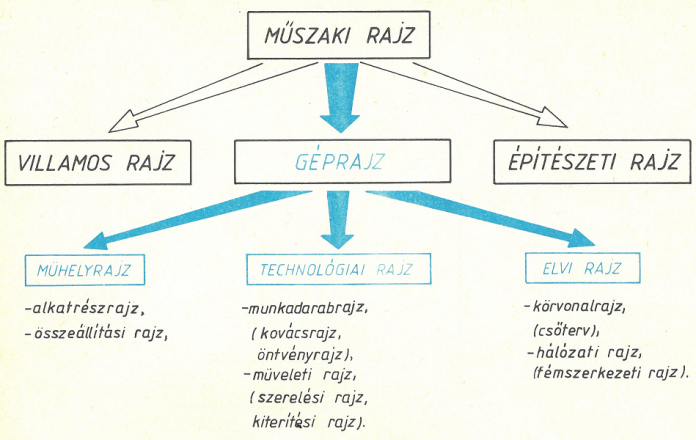 MŰSZAKI RAJZ
VILLAMOS RAJZ
GÉPRAJZ
ÉPÍTÉSZETI RAJZ
MŰHELYRAJZ
-alkatrészrajz,
-összeállítási rajz,
TECHNOLÓGIAI RAJZ
-munkadarabrajz,
(kovácsrajz,
öntvényrajz),
-műveleti rajz,
(szerelési rajz,
kiterítési rajz).
ELVI RAJZ
-körvonalrajz,
(csőterv),
-hálózati rajz,
(fémszerkezeti rajz).